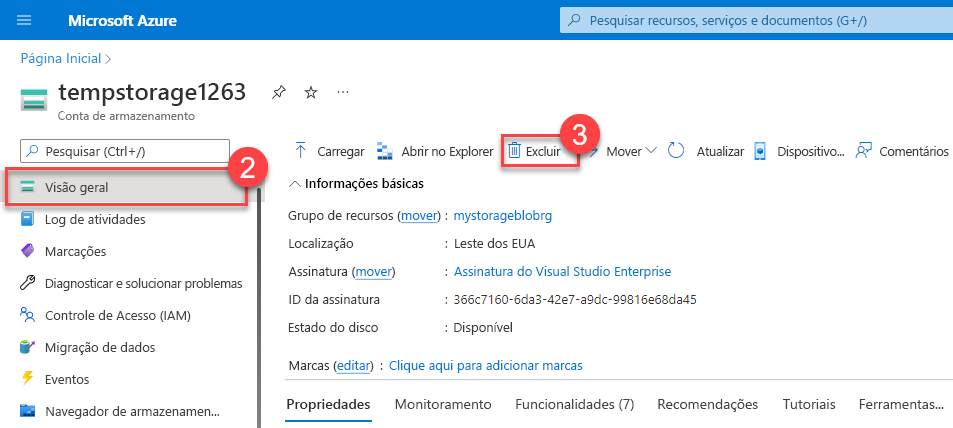 Microsoft Azure
Pesquisar recursos, serviços e documentos (G+/)
Página Inicial
tempstorage1263
Conta de armazenamento
Pesquisar (Ctrl+/)
2
Visão geral
Log de atividades
Marcações
Diagnosticar e solucionar problemas
Controle de Acesso (IAM)
Migração de dados
Eventos
Navegador de armazenamen...
3
Carregar Abrir no Explorer Excluir Mover Atualizar Dispositivo... Comentários
Informações básicas
Grupo de recursos (mover) : mystorageblobrg
Localização : Leste dos EUA
Assinatura (mover) : Assinatura do Visual Studio Enterprise
ID da assinatura : 366c7160-6da3-42e7-a9dc-99816e68da45
Estado do disco : Disponível
Marcas (editar) : Clique aqui para adicionar marcas
Propriedades Monitoramento Funcionalidades (7) Recomendações Tutoriais Ferramentas...